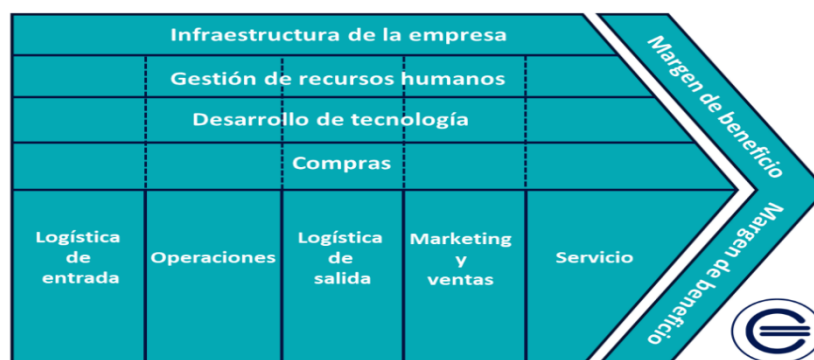 Infraestructura de la empresa
Gestión de recursos humanos
Desarrollo de tecnología
Compras
Logística
de
entrada
Operaciones
Logística
de
salida
Marketing
y
ventas
Servicio
Margen de beneficio
Margen de beneficio